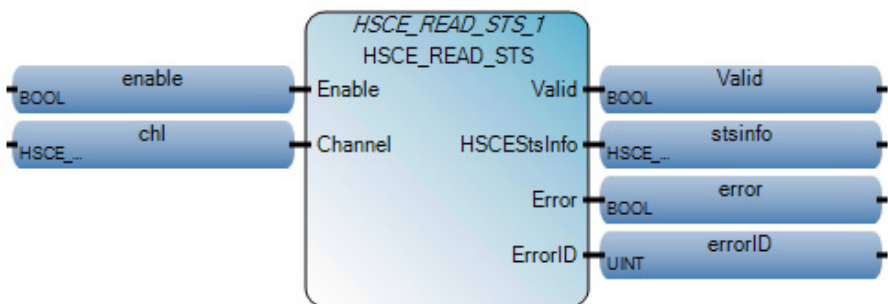 HSCE_READ_STS_1
HSCE_READ_STS
enable
BOOL
Enable
Valid
Valid
BOOL
chl
HSCE_...
Channel
HSCEStsInfo
stsinfo
HSCE_...
Error
error
BOOL
ErrorID
errorID
UINT